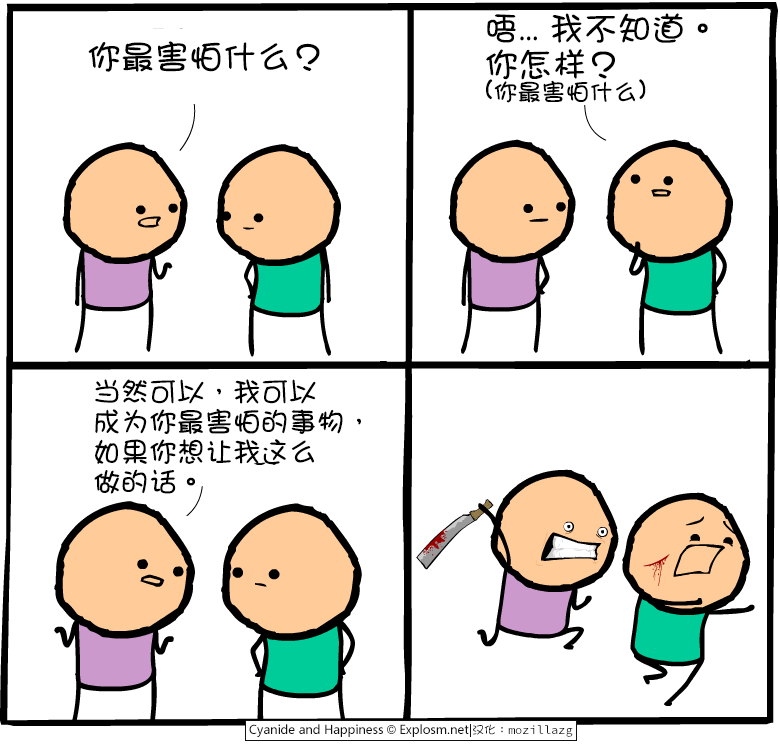 你最害怕什么？
唔... 我不知道。
你怎样？
(你最害怕什么)
当然可以，我可以
成为你最害怕的事物，
如果你想让我这么
做的话。
Cyanide and Happiness © Explosm.net|汉化：mozillazg